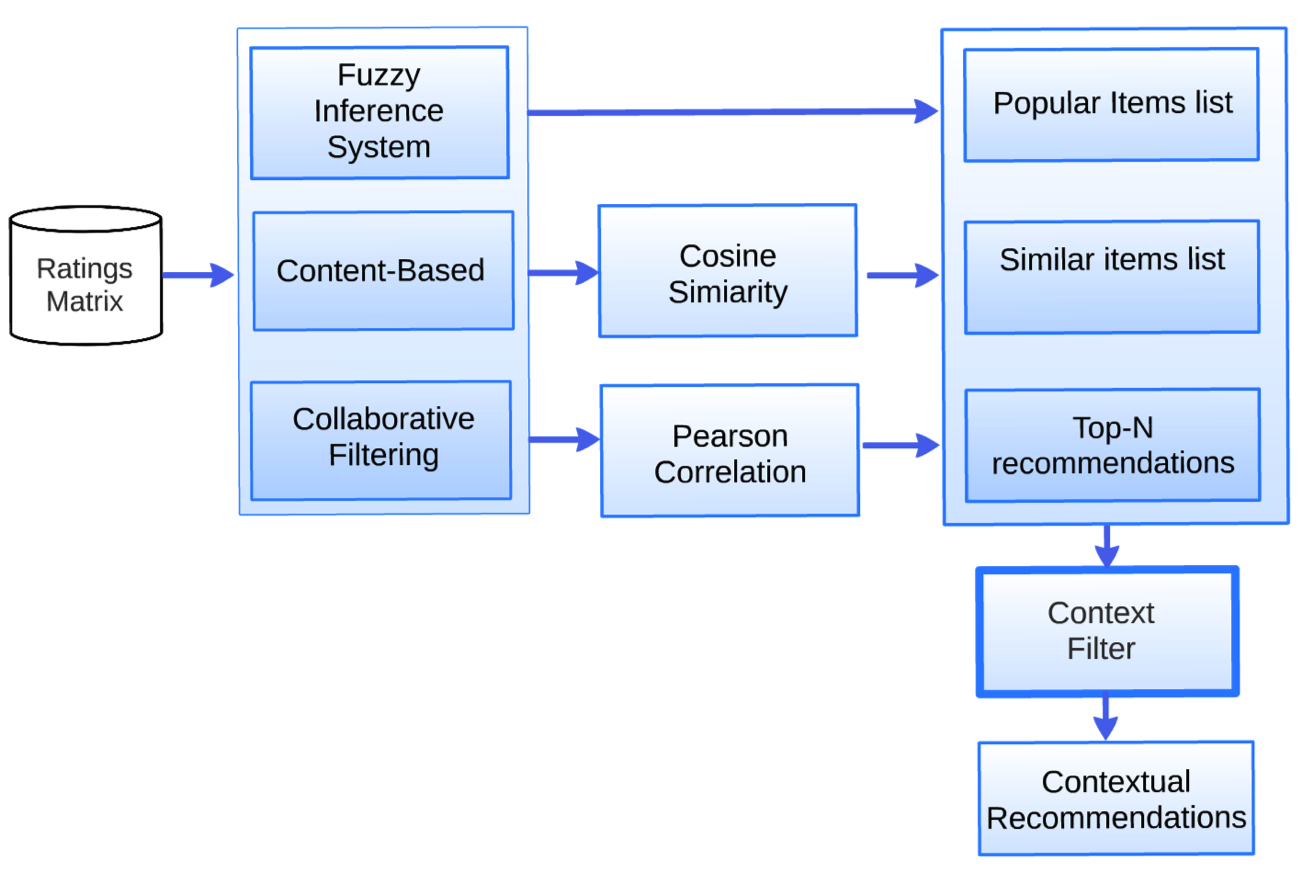 Fuzzy
Inference
System
Popular Items list
Ratings
Matrix
Content-Based
Cosine
Simiarity
Similar items list
Collaborative
Filtering
Pearson
Correlation
Top-N
recommendations
Context
Filter
Contextual
Recommendations